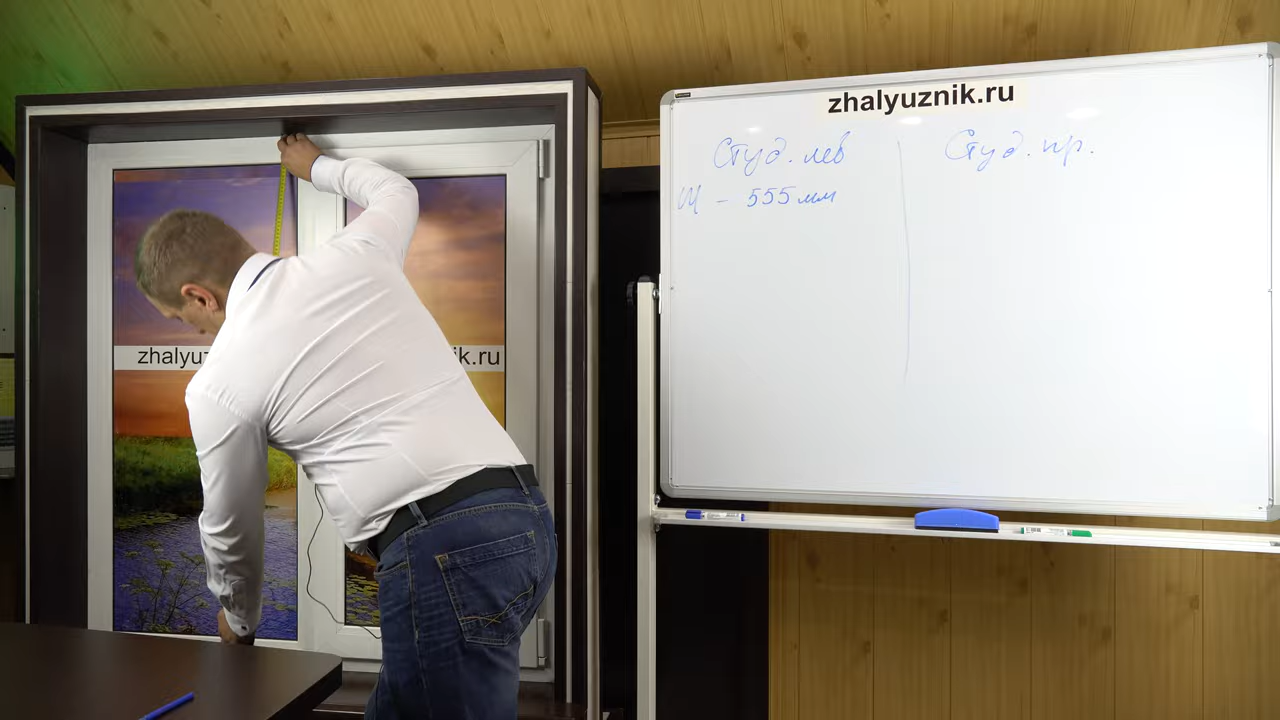 zhalyuznik.ru
Студ. лев
Студ. пр.
Ш – 555 мм
zhalyuz
ik.ru